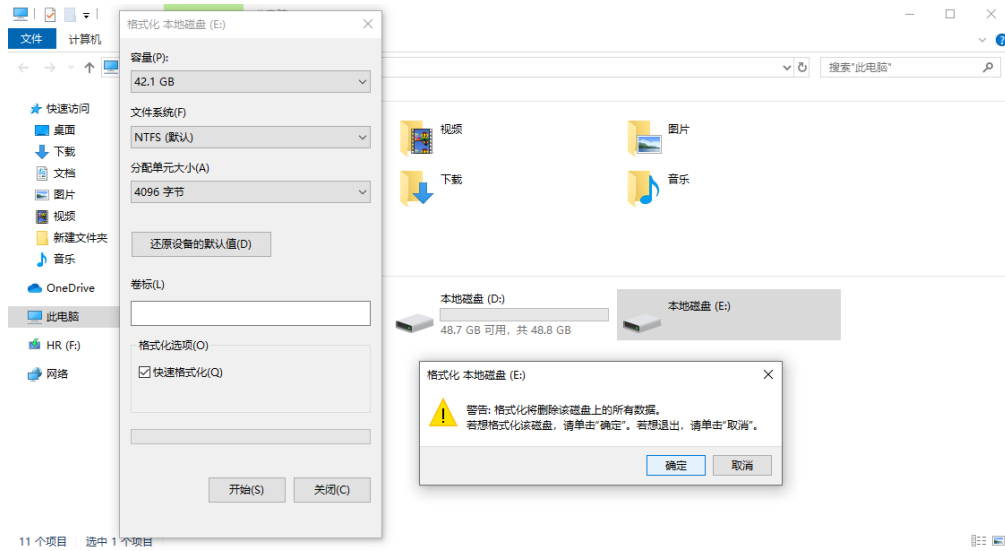 文件
计算机
搜索"此电脑"
快速访问
桌面
下载
文档
图片
视频
新建文件夹
音乐
OneDrive
此电脑
HR (F:)
网络
格式化 本地磁盘 (E:)
容量(P):
42.1 GB
文件系统(F)
NTFS (默认)
分配单元大小(A)
4096 字节
还原设备的默认值(D)
卷标(L)
格式化选项(O)
快速格式化(Q)
开始(S)
关闭(C)
视频
图片
下载
音乐
本地磁盘 (D:)
48.7 GB 可用，共 48.8 GB
本地磁盘 (E:)
格式化 本地磁盘 (E:)
警告: 格式化将删除该磁盘上的所有数据。
若想格式化该磁盘，请单击"确定"。若想退出，请单击"取消"。
确定
取消
11 个项目
选中 1 个项目